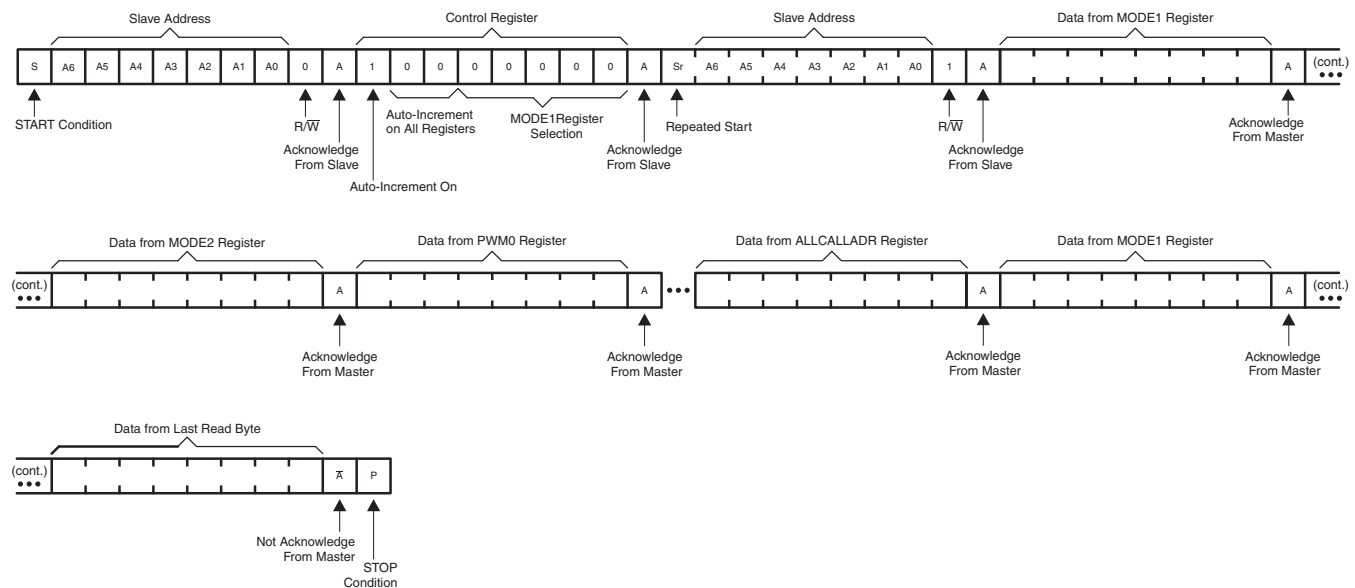 Slave Address
Control Register
Slave Address
Data from MODE1 Register
S A6 A5 A4 A3 A2 A1 A0 0 A 1 0 0 0 0 0 0 0 A Sr A6 A5 A4 A3 A2 A1 A0 1 A A (cont.)
•••
START Condition
R/W̅
Acknowledge
From Slave
Auto-Increment On
Auto-Increment
on All Registers
MODE1Register
Selection
Acknowledge
From Slave
Repeated Start
R/W̅
Acknowledge
From Slave
Acknowledge
From Master
Data from MODE2 Register
Data from PWM0 Register
Data from ALLCALLADR Register
Data from MODE1 Register
(cont.) A A ••• A A (cont.)
••• •••
Acknowledge
From Master
Acknowledge
From Master
Acknowledge
From Master
Acknowledge
From Master
Data from Last Read Byte
(cont.) A̅ P
•••
Not Acknowledge
From Master
STOP
Condition